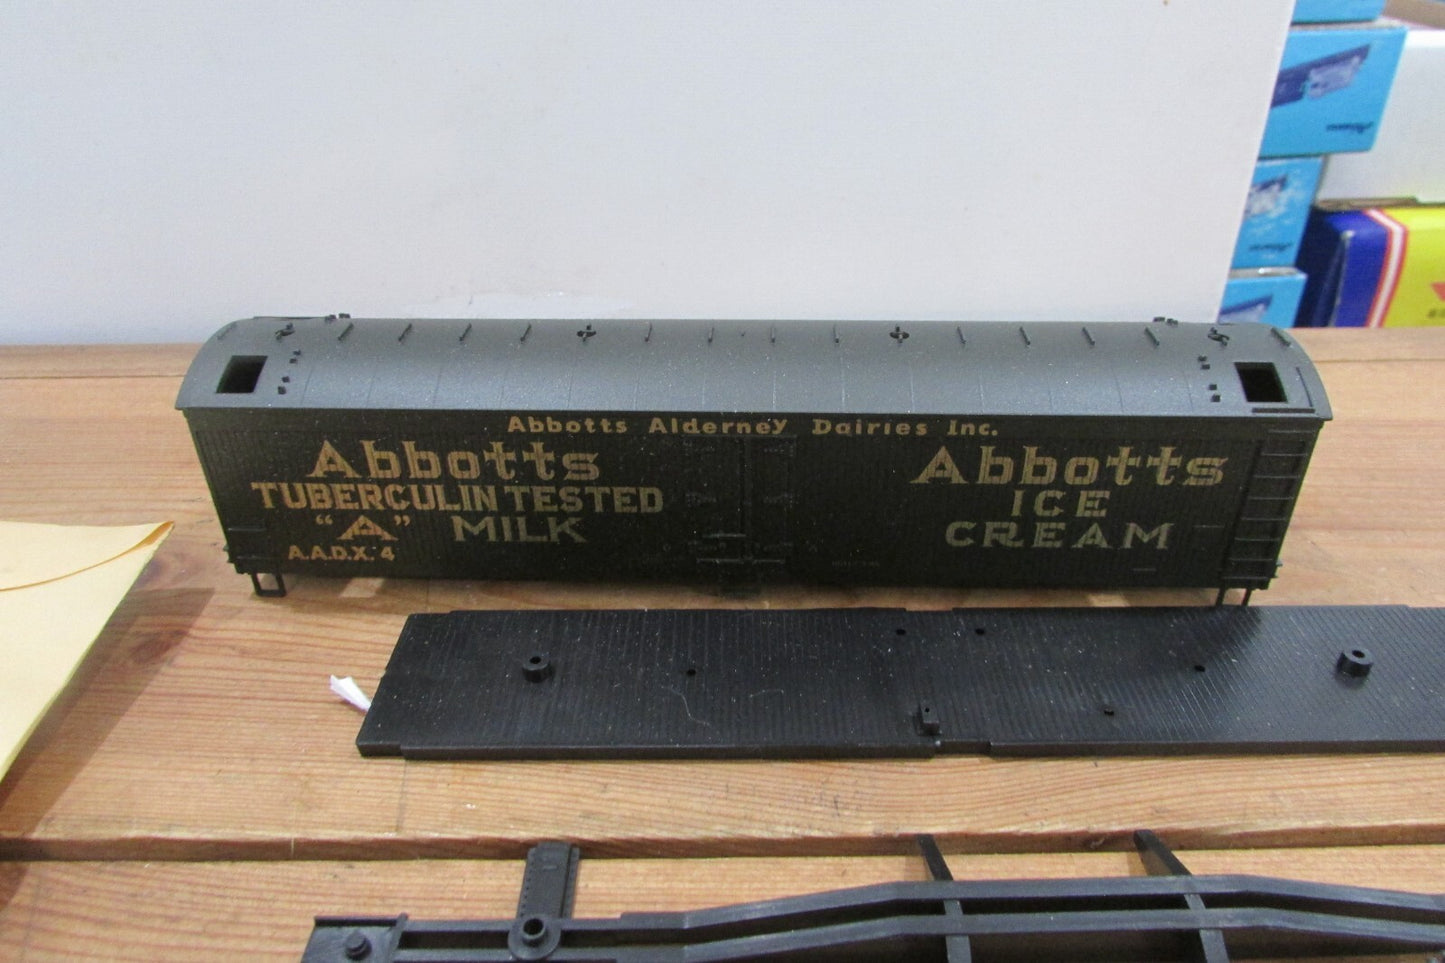 Abbotts Alderney Dairies Inc.
Abbotts
TUBERCULIN TESTED
"A" MILK
A.A.D.X. 4
Abbotts
ICE
CREAM